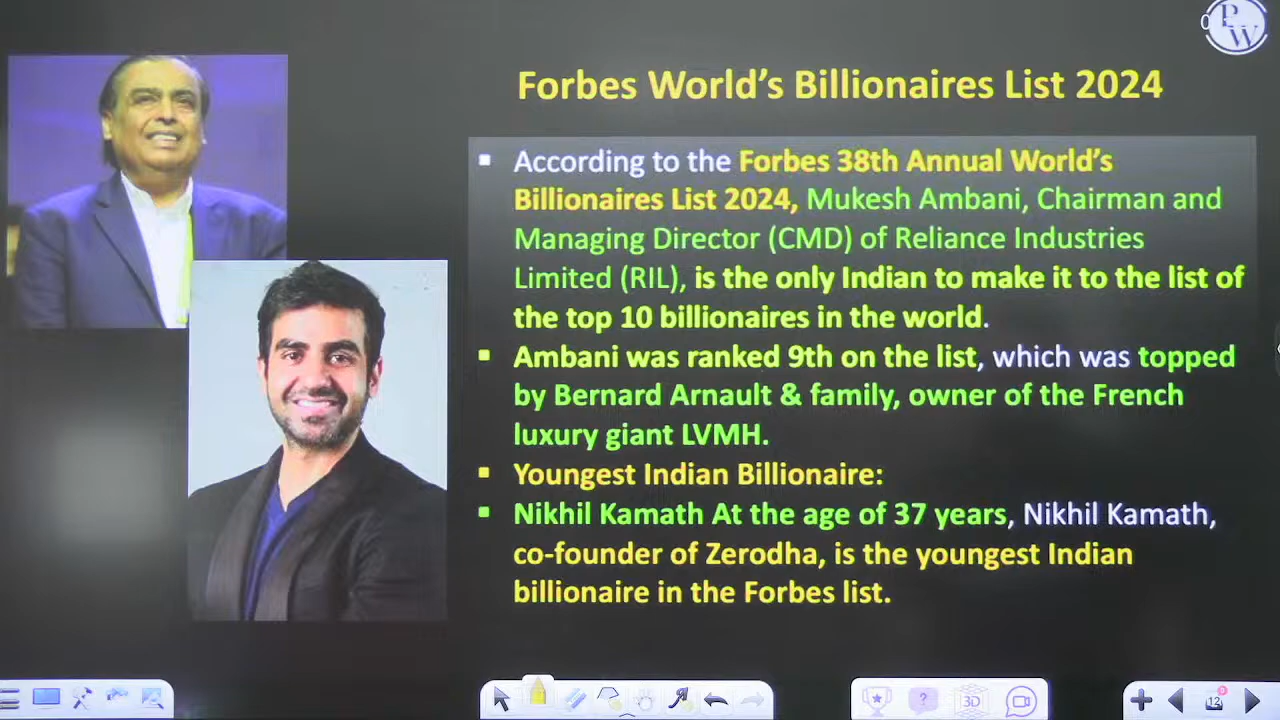 PW
Forbes World's Billionaires List 2024
▪ According to the Forbes 38th Annual World's
Billionaires List 2024, Mukesh Ambani, Chairman and
Managing Director (CMD) of Reliance Industries
Limited (RIL), is the only Indian to make it to the list of
the top 10 billionaires in the world.
▪ Ambani was ranked 9th on the list, which was topped
by Bernard Arnault & family, owner of the French
luxury giant LVMH.
▪ Youngest Indian Billionaire:
▪ Nikhil Kamath At the age of 37 years, Nikhil Kamath,
co-founder of Zerodha, is the youngest Indian
billionaire in the Forbes list.
? 3D 12